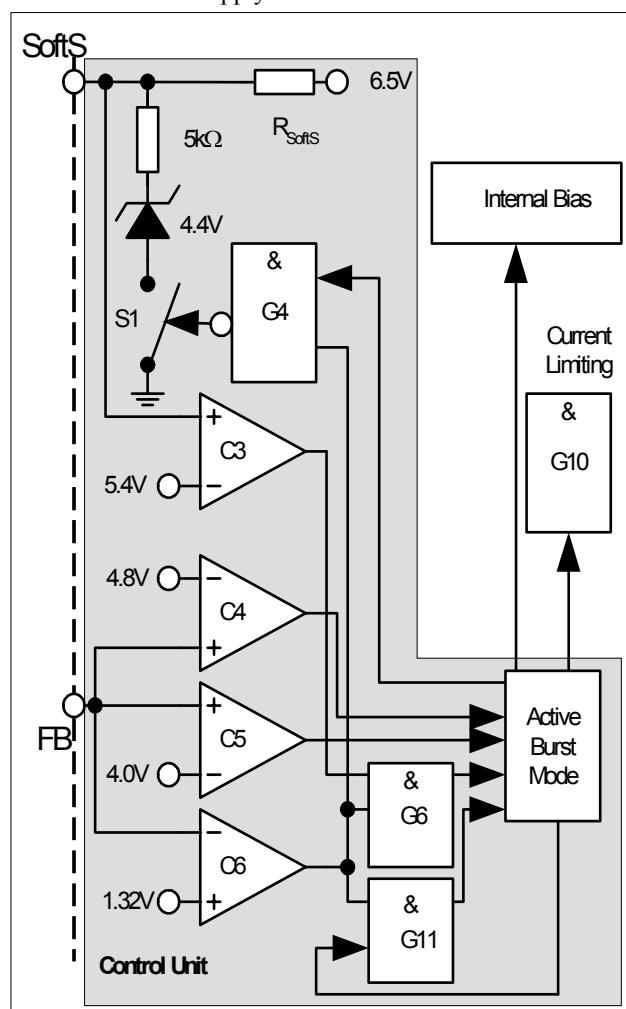 SoftS
6.5V
5kΩ
R_SoftS
4.4V
Internal Bias
&
G4
S1
Current
Limiting
&
G10
+
C3
5.4V
−
4.8V
−
C4
+
FB
+
C5
4.0V
−
Active
Burst
Mode
&
G6
−
C6
1.32V
+
&
G11
Control Unit